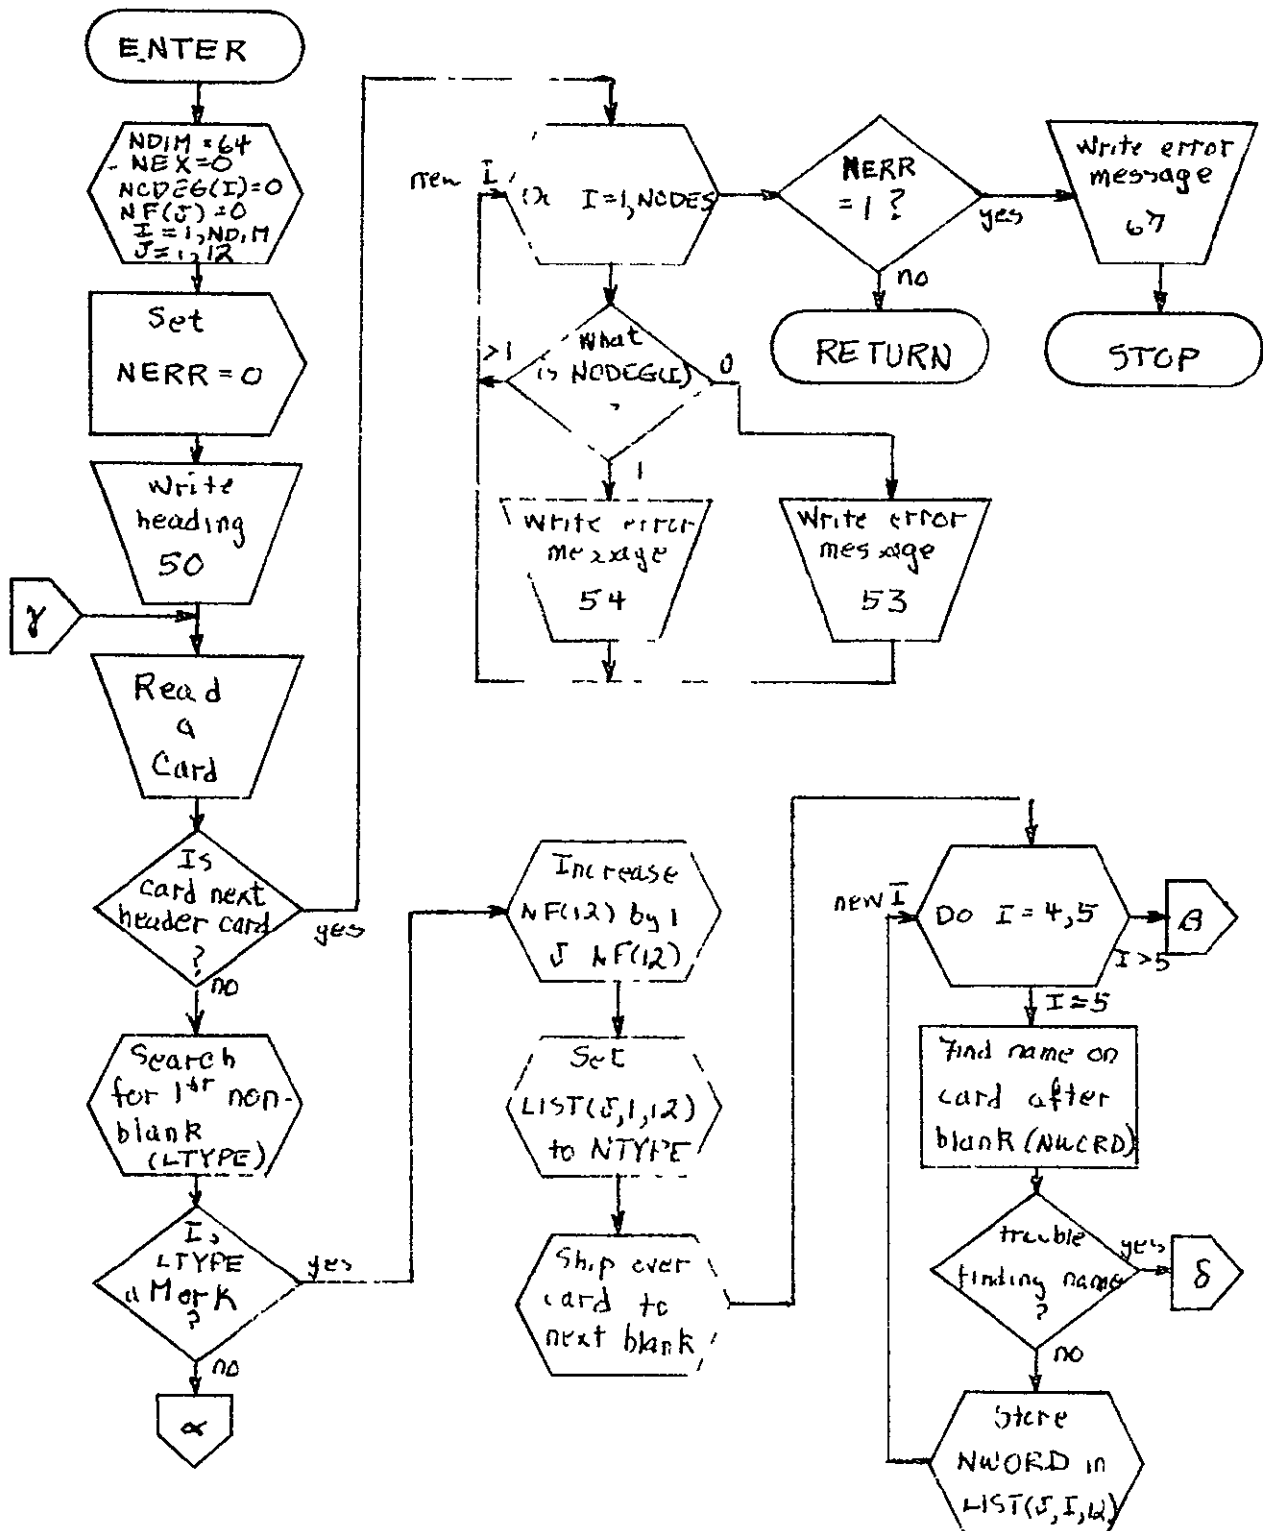 ENTER
NDIM = 64
NEX = 0
NODEG(I) = 0
NF(J) = 0
I = 1, NDIM
J = 1, 12
Set
NERR = 0
Write
heading
50
γ
Read
a
Card
Is
card next
header card
?
yes
no
Search
for 1st non-
blank
(LTYPE)
Is
LTYPE
a M or K
?
yes
no
α
new I
I = 1, NODES
NERR
= 1 ?
yes
no
Write error
message
67
RETURN
STOP
What
is NODEG(I)
>1
0
1
Write error
message
54
Write error
message
53
Increase
NF(12) by 1
J NF(12)
Set
LIST(J,1,12)
to NTYPE
Skip over
card to
next blank
new I
DO I = 4, 5
β
I > 5
I = 5
Find name on
card after
blank (NWORD)
trouble
finding name
?
yes
δ
no
Store
NWORD in
LIST(J,I,12)